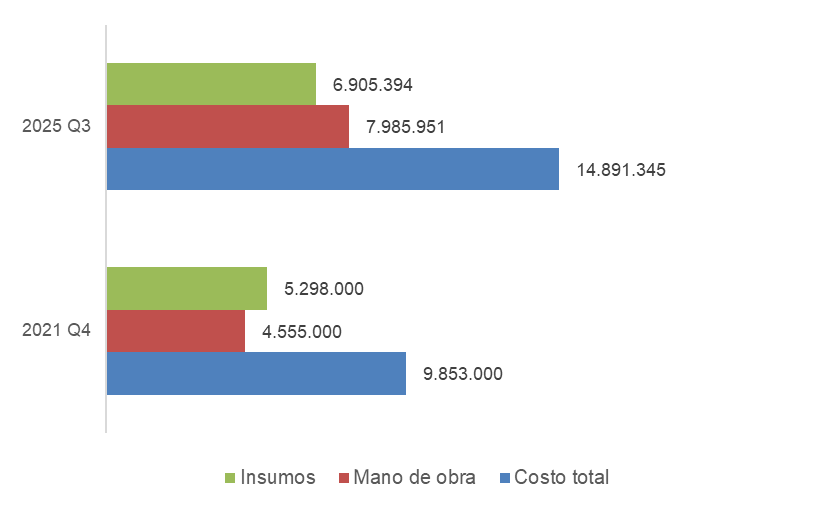 6.905.394
2025 Q3
7.985.951
14.891.345
5.298.000
2021 Q4
4.555.000
9.853.000
Insumos Mano de obra Costo total